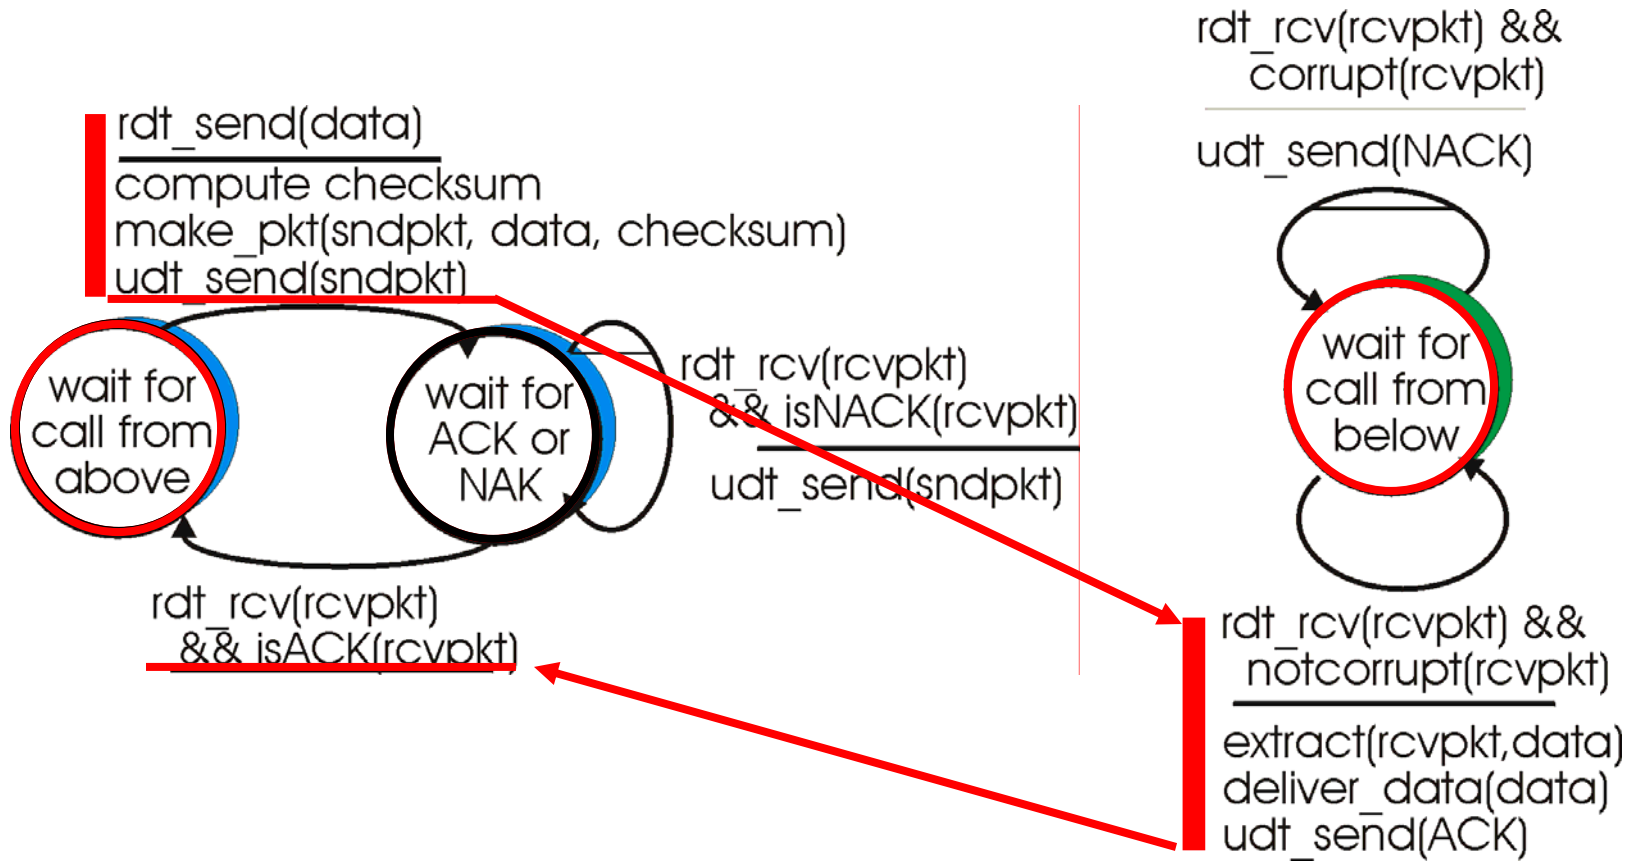 rdt_send(data)
compute checksum
make_pkt(sndpkt, data, checksum)
udt_send(sndpkt)
wait for
call from
above
wait for
ACK or
NAK
rdt_rcv(rcvpkt)
&& isNACK(rcvpkt)
udt_send(sndpkt)
rdt_rcv(rcvpkt)
&& isACK(rcvpkt)
rdt_rcv(rcvpkt) &&
corrupt(rcvpkt)
udt_send(NACK)
wait for
call from
below
rdt_rcv(rcvpkt) &&
notcorrupt(rcvpkt)
extract(rcvpkt,data)
deliver_data(data)
udt_send(ACK)